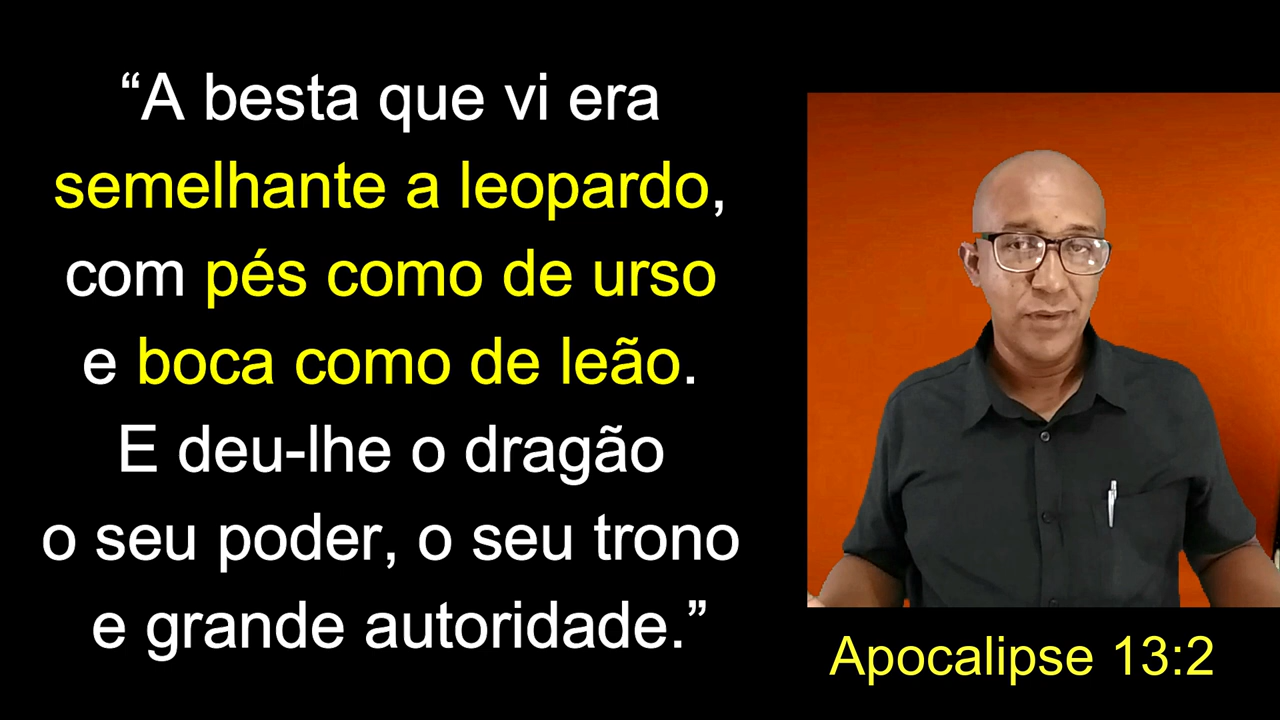 “A besta que vi era
semelhante a leopardo,
com pés como de urso
e boca como de leão.
E deu-lhe o dragão
o seu poder, o seu trono
e grande autoridade.”
Apocalipse 13:2